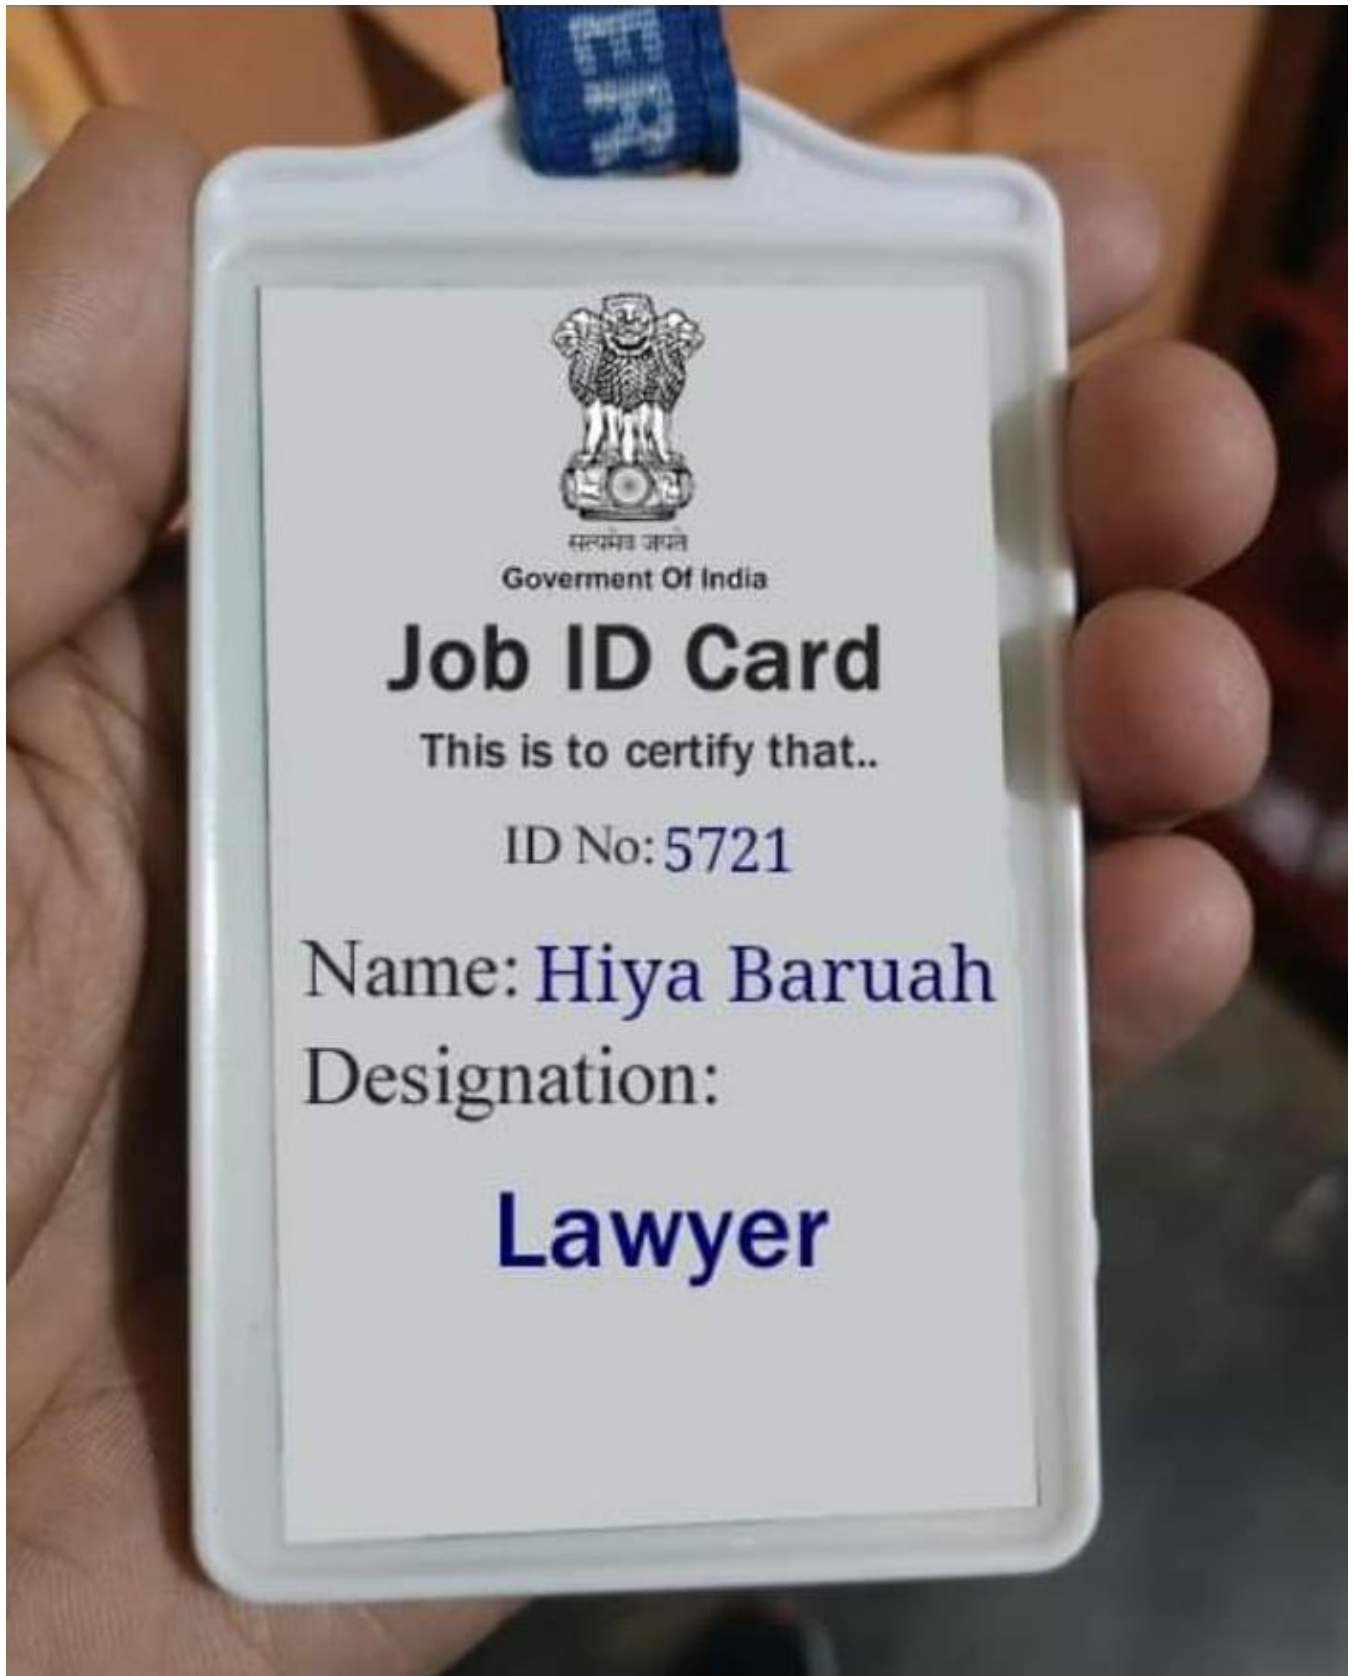 ER
सत्यमेव जयते
Goverment Of India
Job ID Card
This is to certify that..
ID No: 5721
Name: Hiya Baruah
Designation:
Lawyer